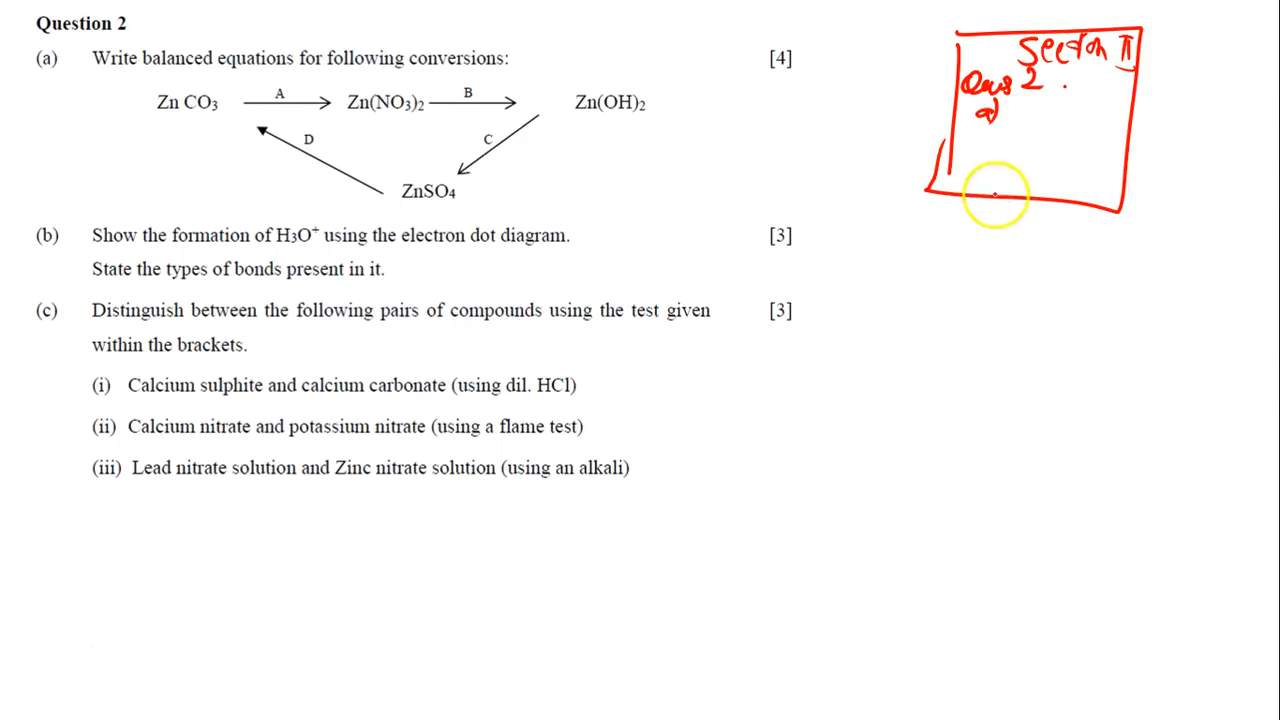 Question 2
(a) Write balanced equations for following conversions: [4]
Zn CO₃ A Zn(NO₃)₂ B Zn(OH)₂
D C
ZnSO₄
(b) Show the formation of H₃O⁺ using the electron dot diagram. [3]
State the types of bonds present in it.
(c) Distinguish between the following pairs of compounds using the test given [3]
within the brackets.
(i) Calcium sulphite and calcium carbonate (using dil. HCl)
(ii) Calcium nitrate and potassium nitrate (using a flame test)
(iii) Lead nitrate solution and Zinc nitrate solution (using an alkali)
Section II
Ques 2 .
a)